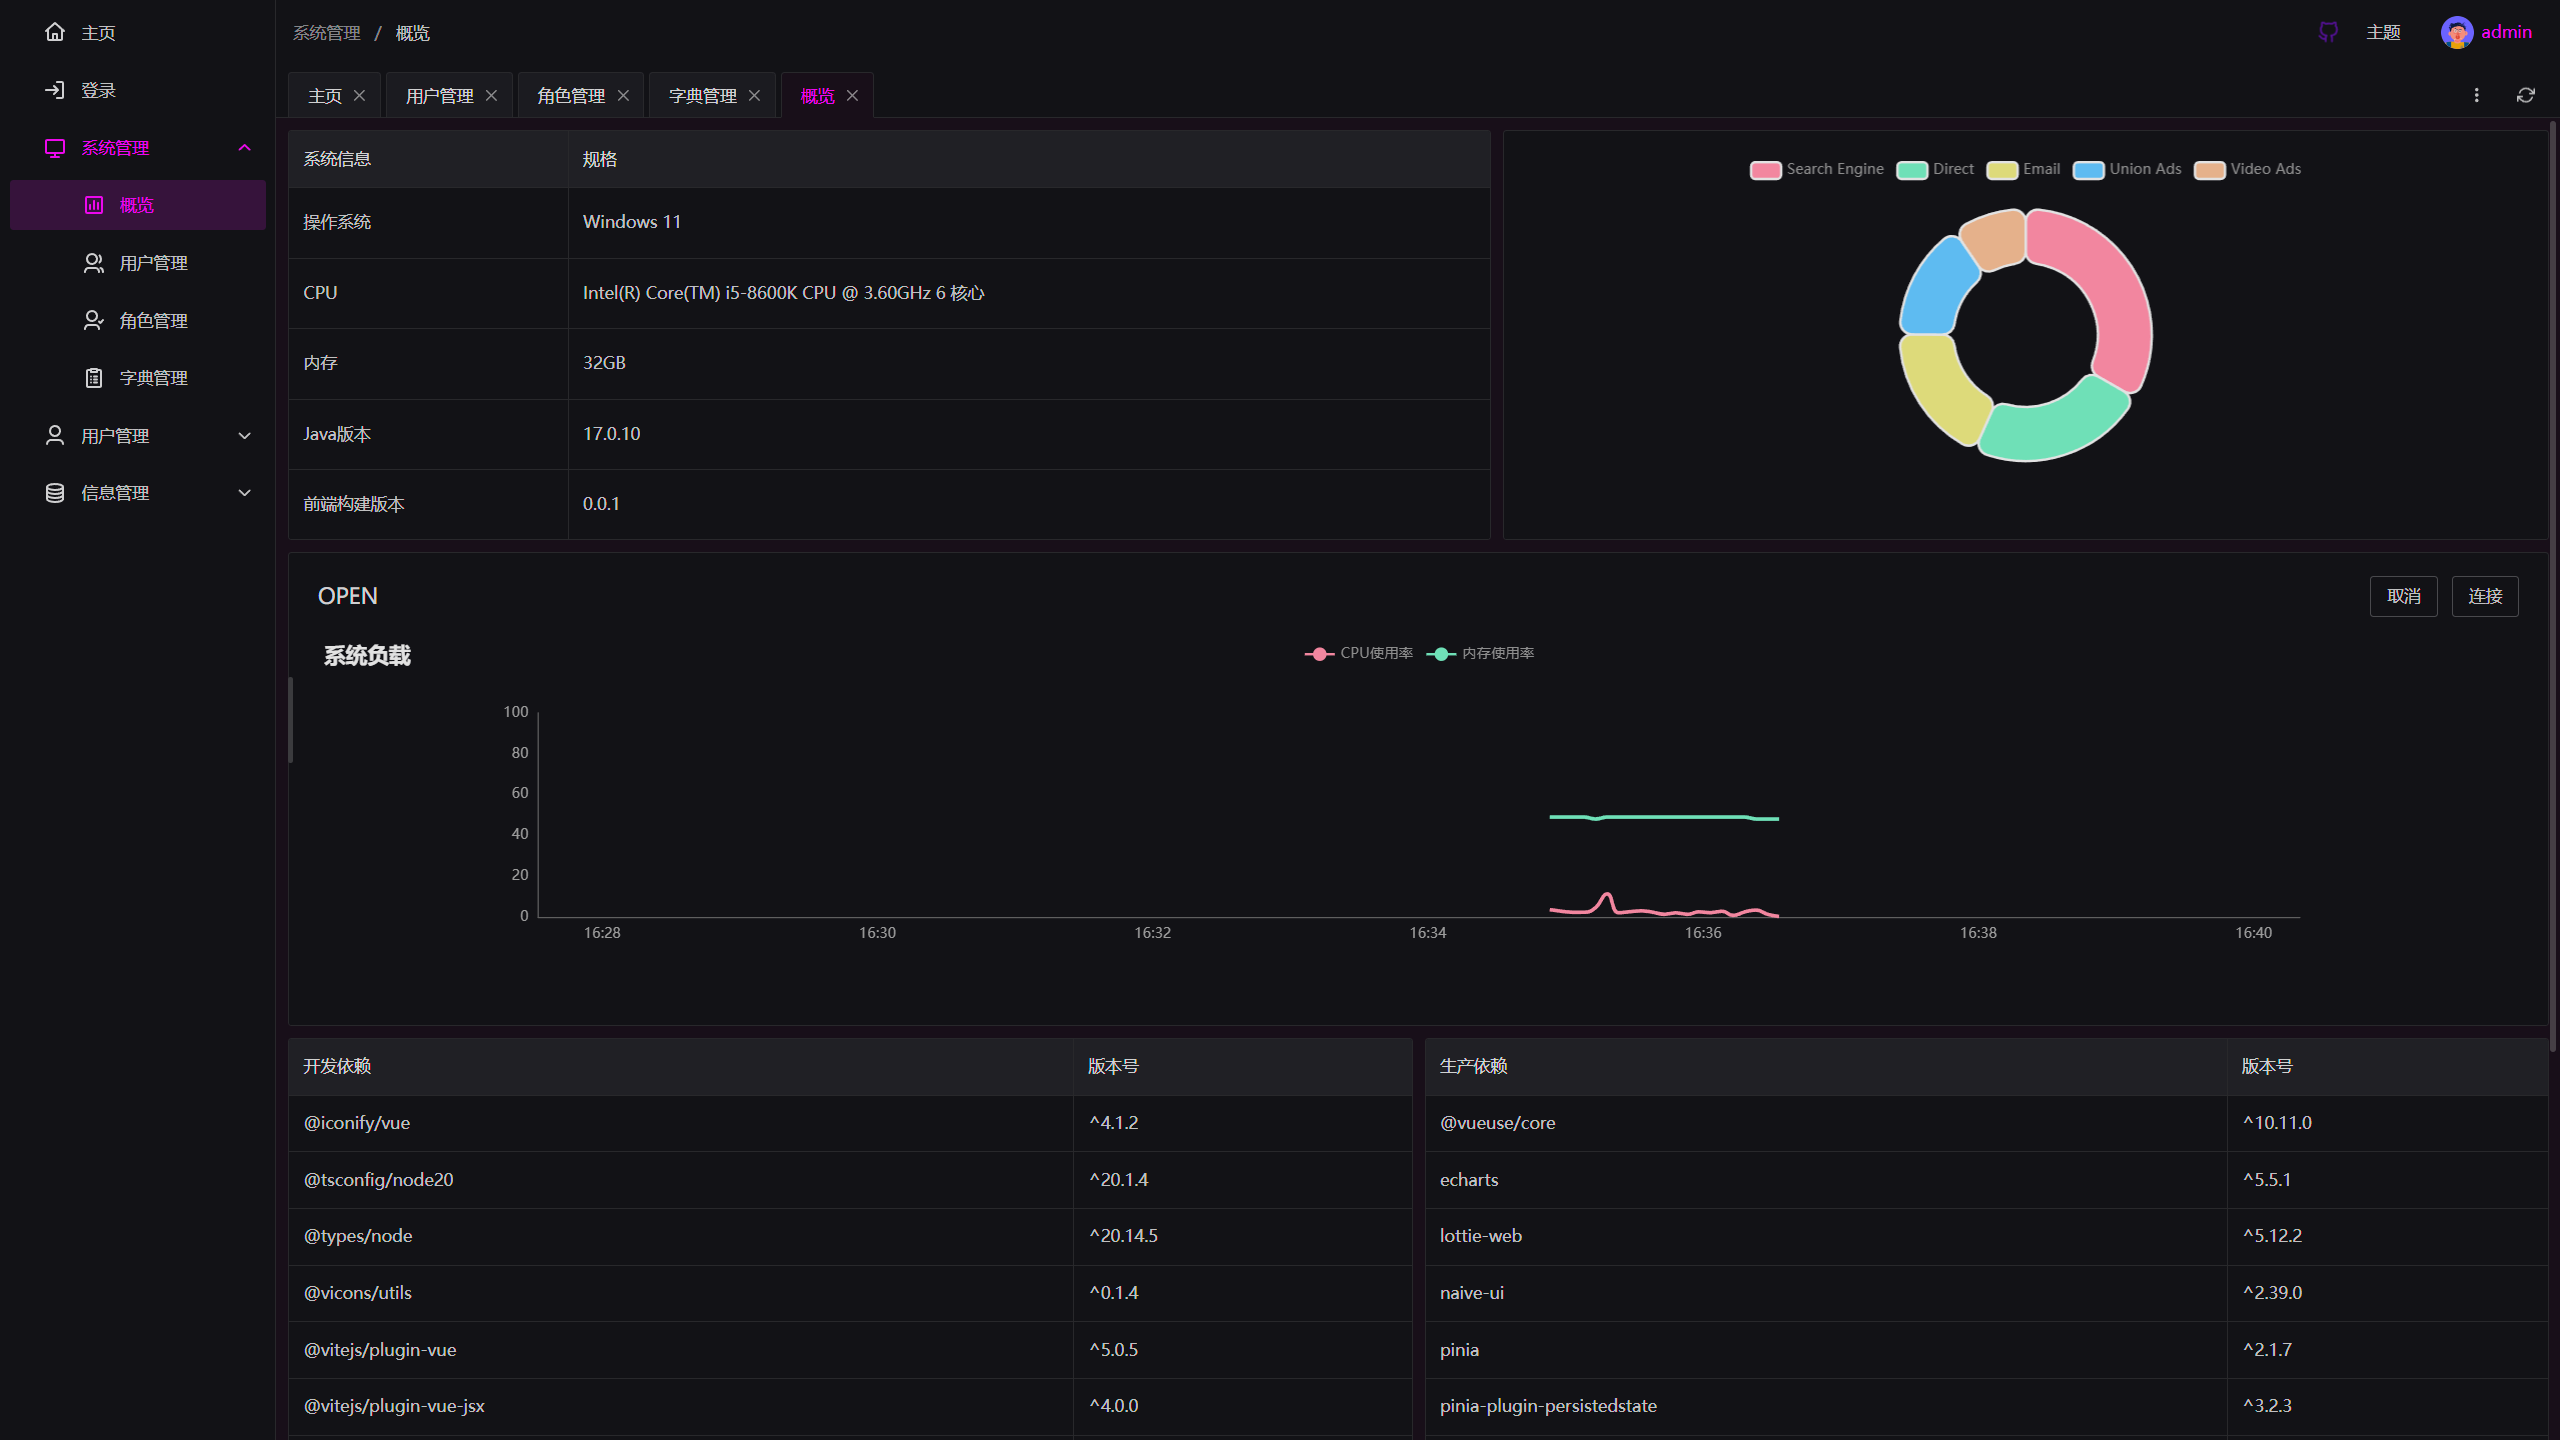 主页
登录
系统管理
概览
用户管理
角色管理
字典管理
用户管理
信息管理
系统管理 / 概览
主题
admin
主页 用户管理 角色管理 字典管理 概览
系统信息 规格
操作系统 Windows 11
CPU Intel(R) Core(TM) i5-8600K CPU @ 3.60GHz 6 核心
内存 32GB
Java版本 17.0.10
前端构建版本 0.0.1
Search Engine Direct Email Union Ads Video Ads
OPEN
取消 连接
系统负载
CPU使用率 内存使用率
100
80
60
40
20
0
16:28 16:30 16:32 16:34 16:36 16:38 16:40
开发依赖 版本号
@iconify/vue ^4.1.2
@tsconfig/node20 ^20.1.4
@types/node ^20.14.5
@vicons/utils ^0.1.4
@vitejs/plugin-vue ^5.0.5
@vitejs/plugin-vue-jsx ^4.0.0
生产依赖 版本号
@vueuse/core ^10.11.0
echarts ^5.5.1
lottie-web ^5.12.2
naive-ui ^2.39.0
pinia ^2.1.7
pinia-plugin-persistedstate ^3.2.3